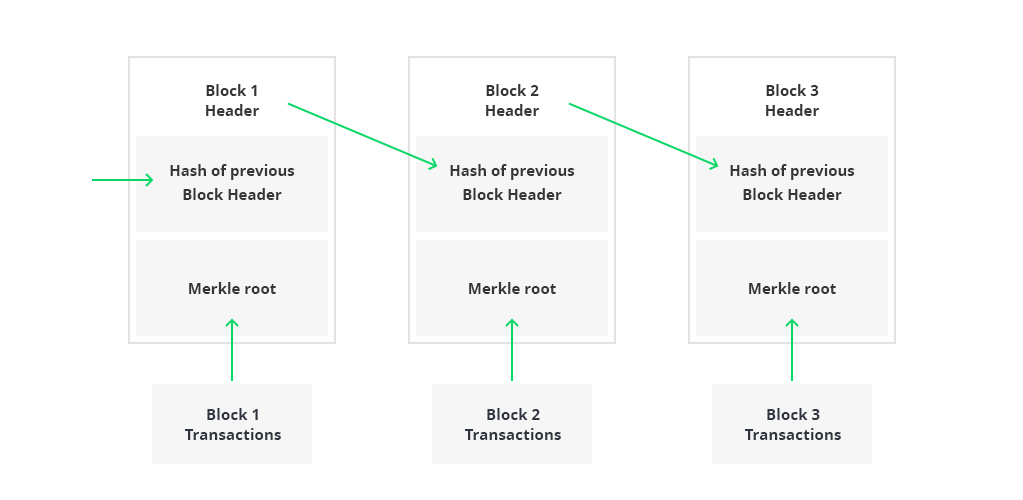 Block 1
Header
Hash of previous
Block Header
Merkle root
Block 1
Transactions
Block 2
Header
Hash of previous
Block Header
Merkle root
Block 2
Transactions
Block 3
Header
Hash of previous
Block Header
Merkle root
Block 3
Transactions